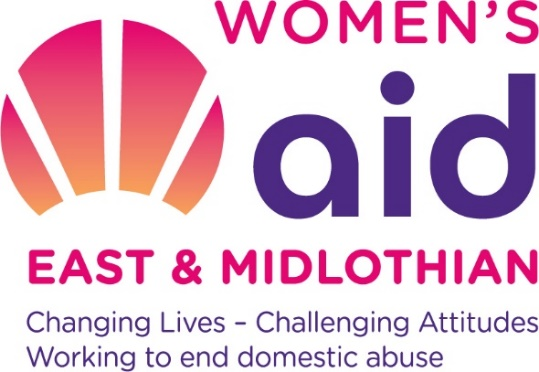 WOMEN'S
aid
EAST & MIDLOTHIAN
Changing Lives – Challenging Attitudes
Working to end domestic abuse